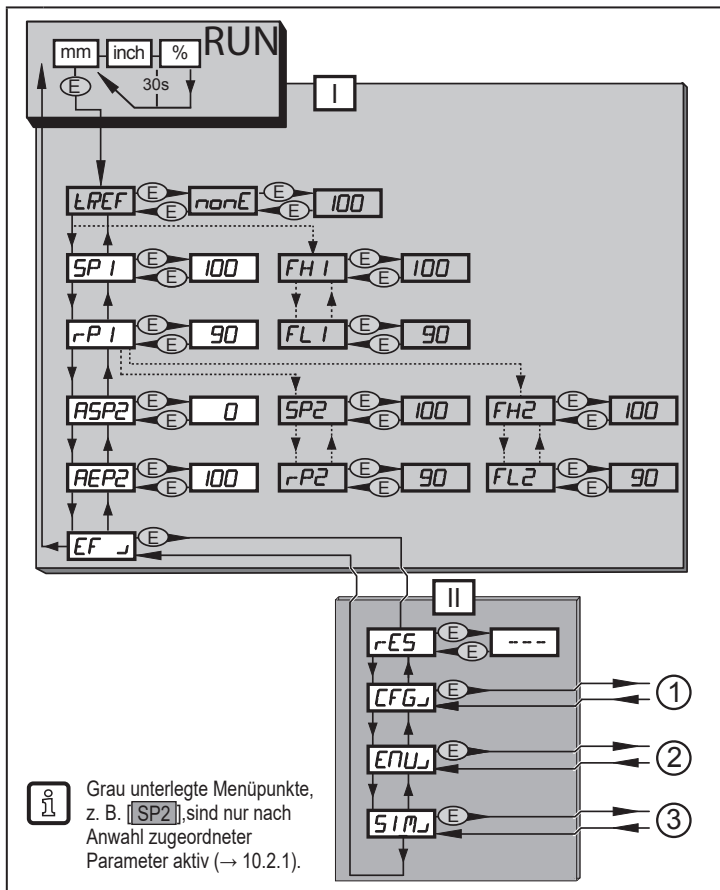 RUN
mm inch %
E 30s
I
tREF E E nonE E E 100
SP1 E E 100 FH1 E E 100
rP1 E E 90 FL1 E E 90
ASP2 E E 0 SP2 E E 100 FH2 E E 100
AEP2 E E 100 rP2 E E 90 FL2 E E 90
EF E
II
rES E E ---
CFG E 1
ENV E 2
SIM E 3
i
Grau unterlegte Menüpunkte,
z. B. [ SP2 ],sind nur nach
Anwahl zugeordneter
Parameter aktiv (→ 10.2.1).